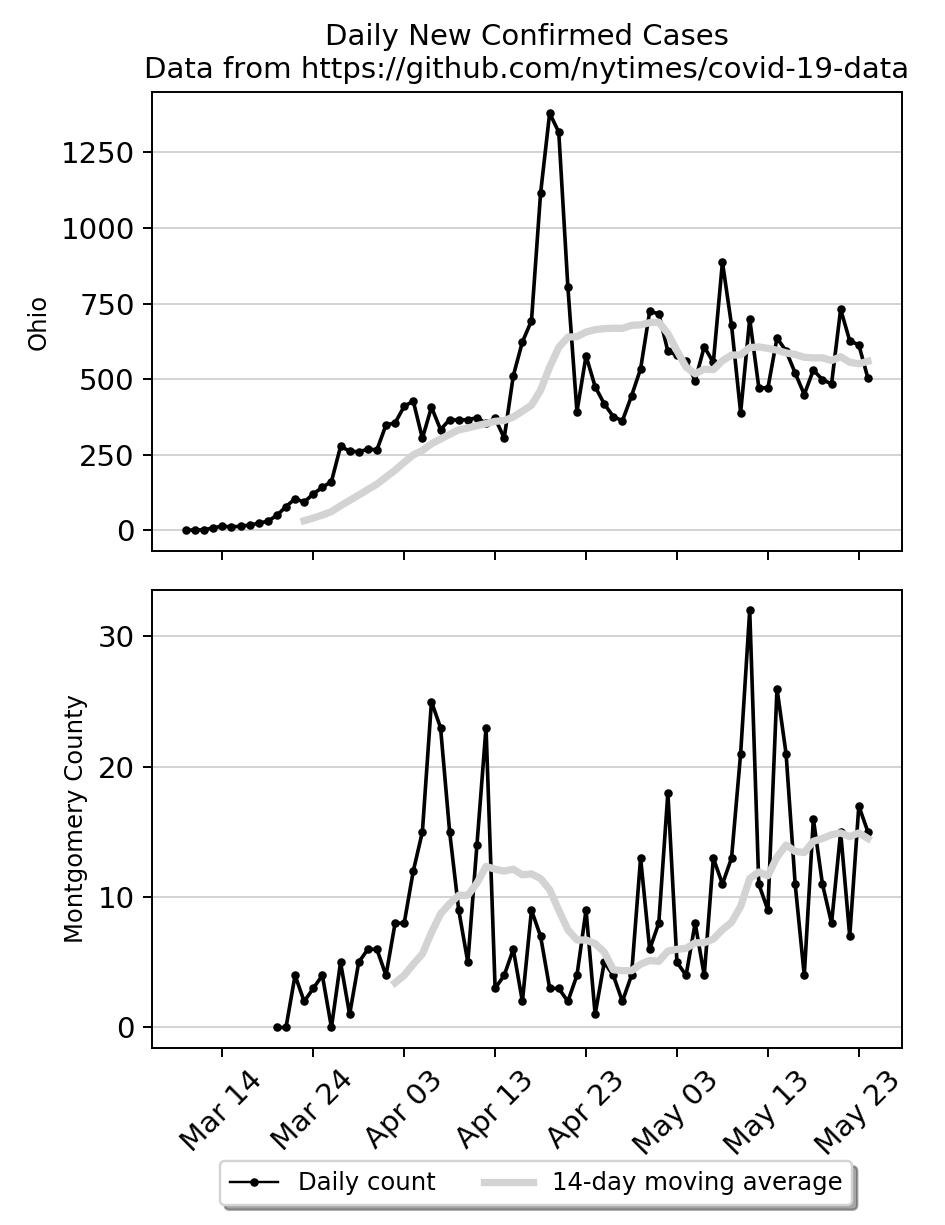 Daily New Confirmed Cases
Data from https://github.com/nytimes/covid-19-data
Ohio
1250
1000
750
500
250
0
Montgomery County
30
20
10
0
Mar 14
Mar 24
Apr 03
Apr 13
Apr 23
May 03
May 13
May 23
Daily count
14-day moving average